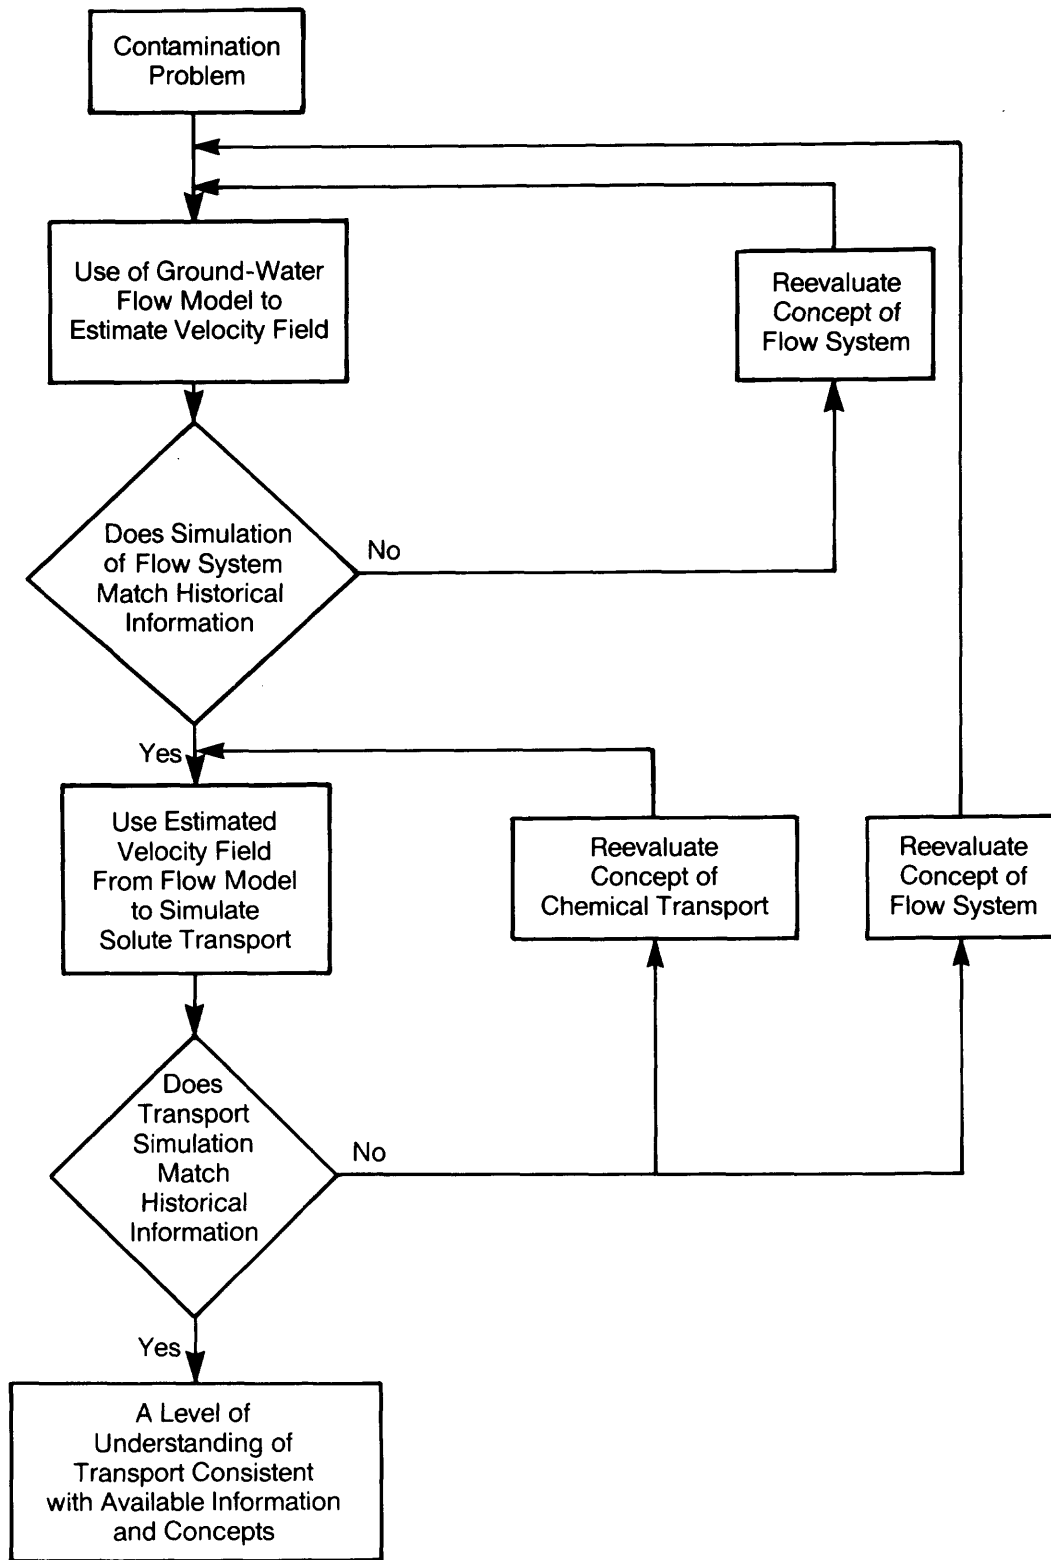 Contamination
Problem
Use of Ground-Water
Flow Model to
Estimate Velocity Field
Reevaluate
Concept of
Flow System
Does Simulation
of Flow System
Match Historical
Information
No
Yes
Use Estimated
Velocity Field
From Flow Model
to Simulate
Solute Transport
Reevaluate
Concept of
Chemical Transport
Reevaluate
Concept of
Flow System
Does
Transport
Simulation
Match
Historical
Information
No
Yes
A Level of
Understanding of
Transport Consistent
with Available Information
and Concepts